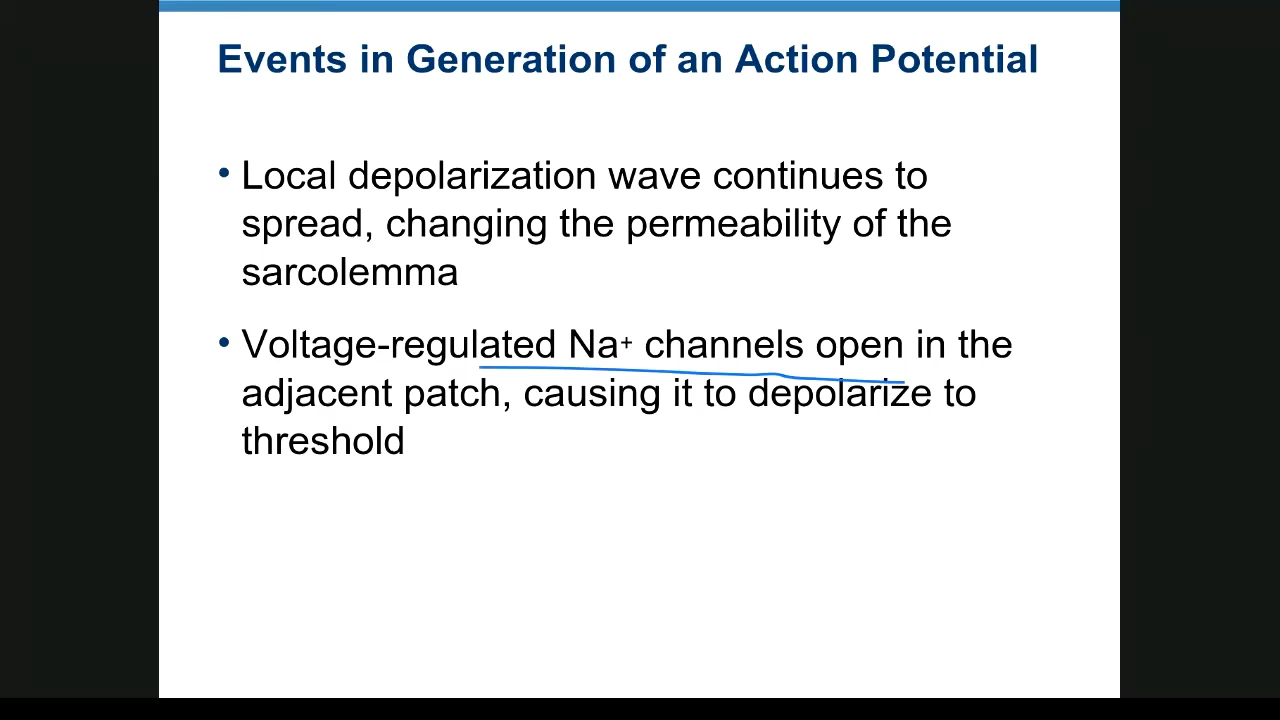 Events in Generation of an Action Potential
• Local depolarization wave continues to
spread, changing the permeability of the
sarcolemma
• Voltage-regulated Na⁺ channels open in the
adjacent patch, causing it to depolarize to
threshold